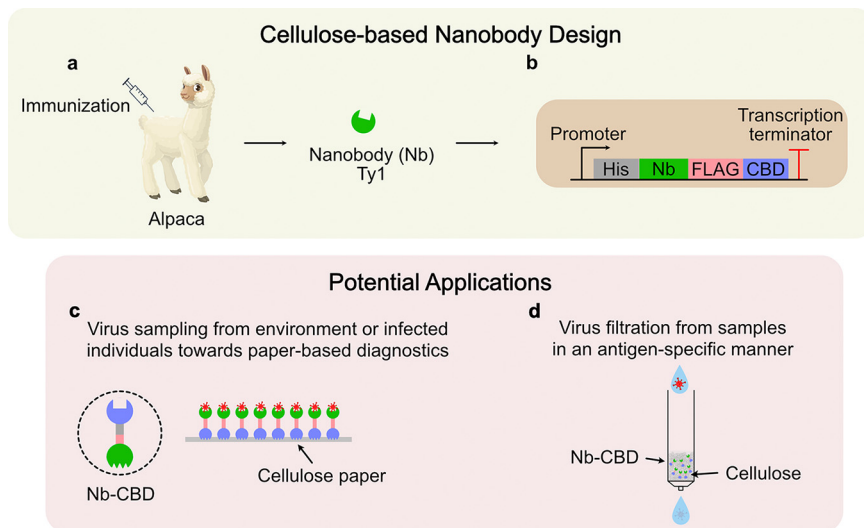 Cellulose-based Nanobody Design
a
Immunization
Alpaca
Nanobody (Nb)
Ty1
b
Promoter
Transcription
terminator
His Nb FLAG CBD
Potential Applications
c
Virus sampling from environment or infected
individuals towards paper-based diagnostics
Nb-CBD
Cellulose paper
d
Virus filtration from samples
in an antigen-specific manner
Nb-CBD
Cellulose